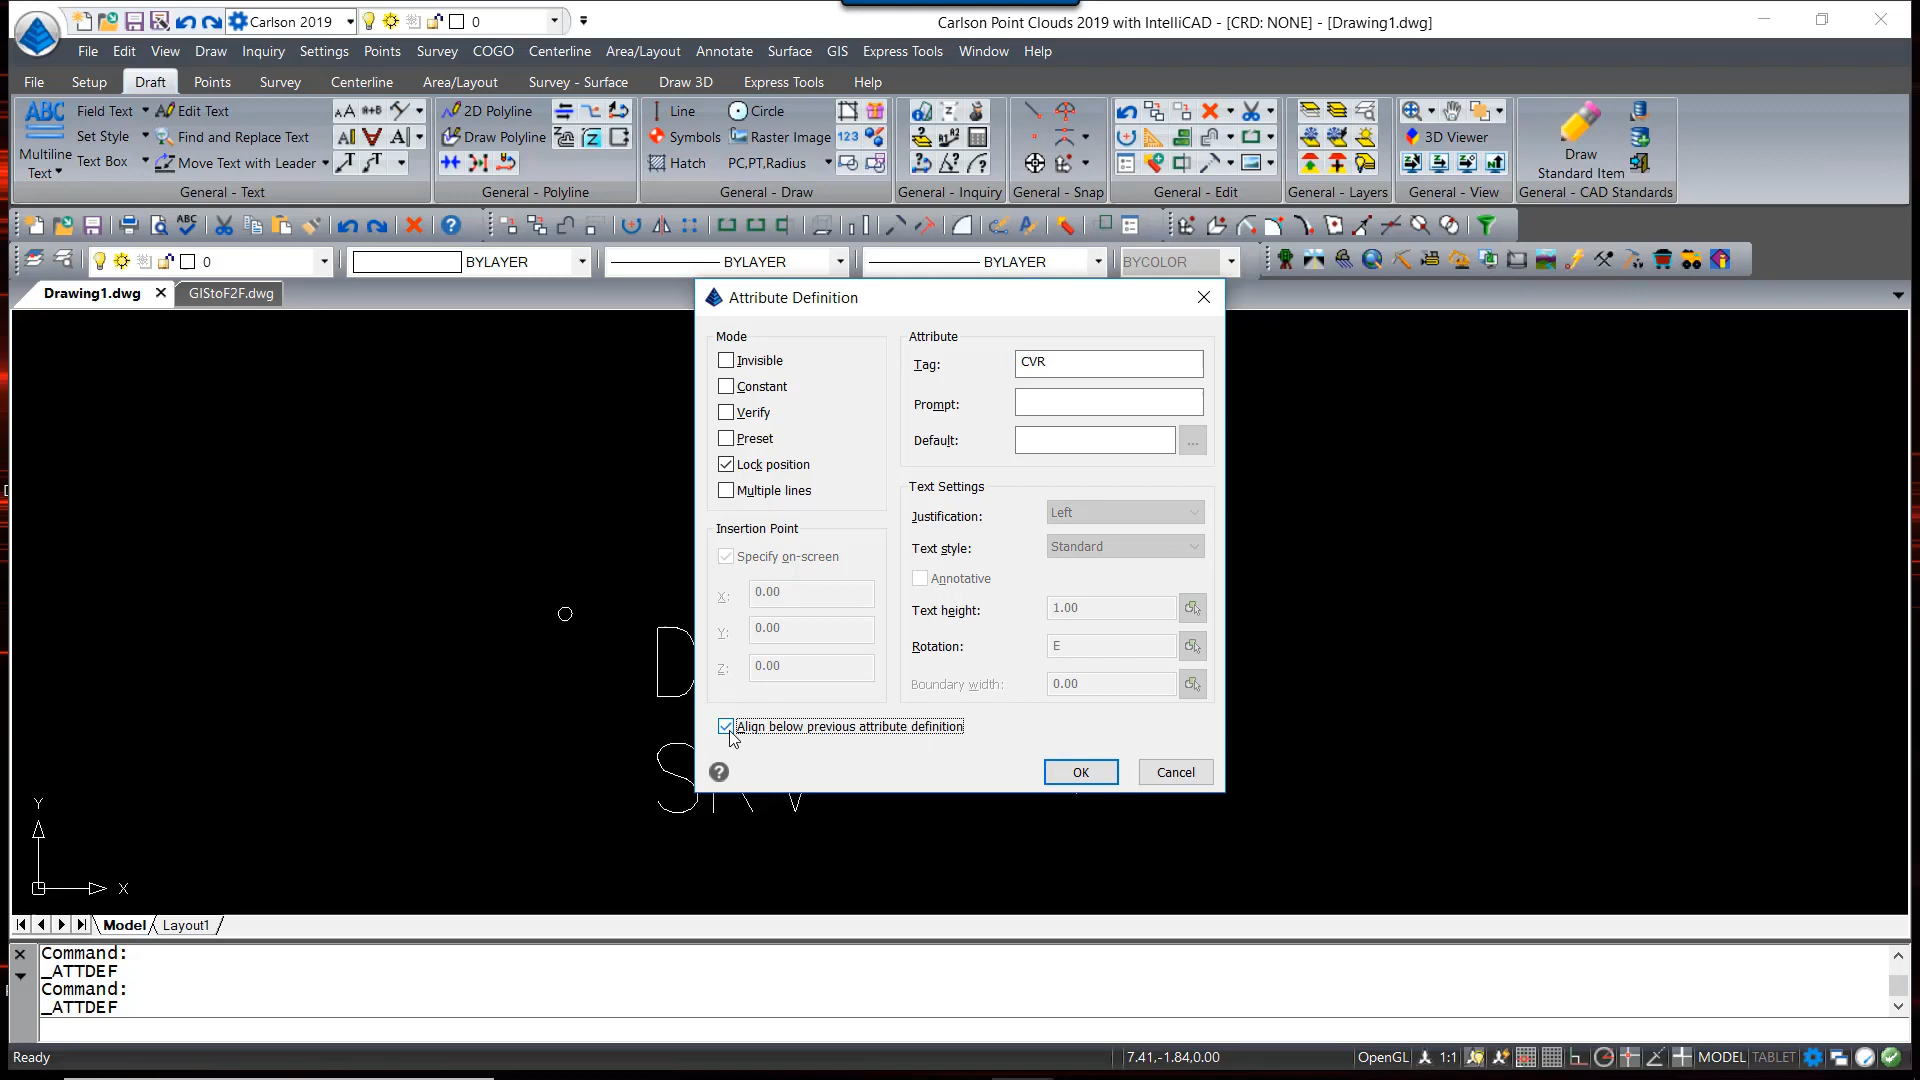 Carlson 2019
0
Carlson Point Clouds 2019 with IntelliCAD - [CRD: NONE] - [Drawing1.dwg]
File Edit View Draw Inquiry Settings Points Survey COGO Centerline Area/Layout Annotate Surface GIS Express Tools Window Help
File Setup Draft Points Survey Centerline Area/Layout Survey - Surface Draw 3D Express Tools Help
ABC
Multiline
Text
Field Text
Set Style
Text Box
Edit Text
Find and Replace Text
Move Text with Leader
General - Text
2D Polyline
Draw Polyline
General - Polyline
Line
Symbols
Hatch
Circle
Raster Image
PC,PT,Radius
123
General - Draw
General - Inquiry
General - Snap
General - Edit
General - Layers
3D Viewer
General - View
Draw
Standard Item
General - CAD Standards
ABC
0
BYLAYER
BYLAYER
BYLAYER
BYCOLOR
Drawing1.dwg
GIStoF2F.dwg
Attribute Definition
Mode
Invisible
Constant
Verify
Preset
Lock position
Multiple lines
Insertion Point
Specify on-screen
X: 0.00
Y: 0.00
Z: 0.00
Attribute
Tag: CVR
Prompt:
Default:
...
Text Settings
Justification: Left
Text style: Standard
Annotative
Text height: 1.00
Rotation: E
Boundary width: 0.00
Align below previous attribute definition
OK
Cancel
D
SRV
Y
X
Model
Layout1
Command:
_ATTDEF
Command:
_ATTDEF
Ready
7.41,-1.84,0.00
OpenGL
1:1
MODEL
TABLET